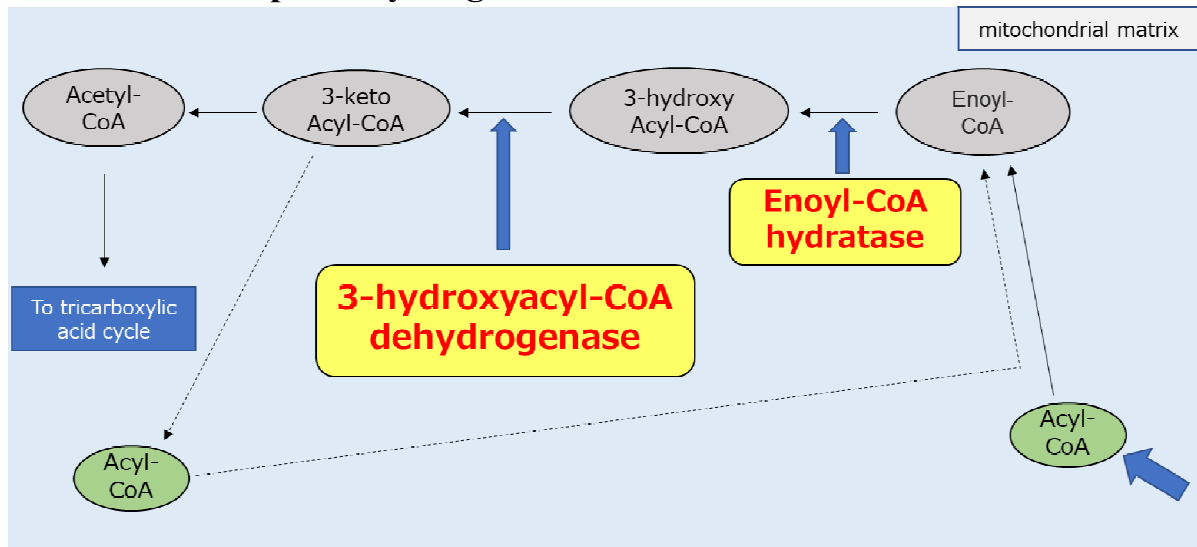 mitochondrial matrix
Acetyl-
CoA
3-keto
Acyl-CoA
3-hydroxy
Acyl-CoA
Enoyl-
CoA
Enoyl-CoA
hydratase
3-hydroxyacyl-CoA
dehydrogenase
To tricarboxylic
acid cycle
Acyl-
CoA
Acyl-
CoA